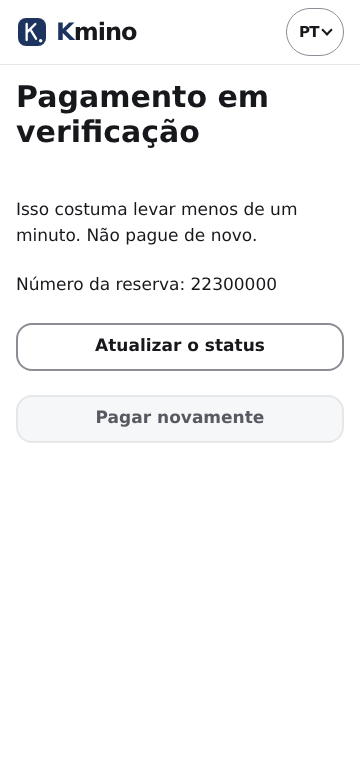 K. Kmino
PT
Pagamento em
verificação
Isso costuma levar menos de um
minuto. Não pague de novo.
Número da reserva: 22300000
Atualizar o status
Pagar novamente